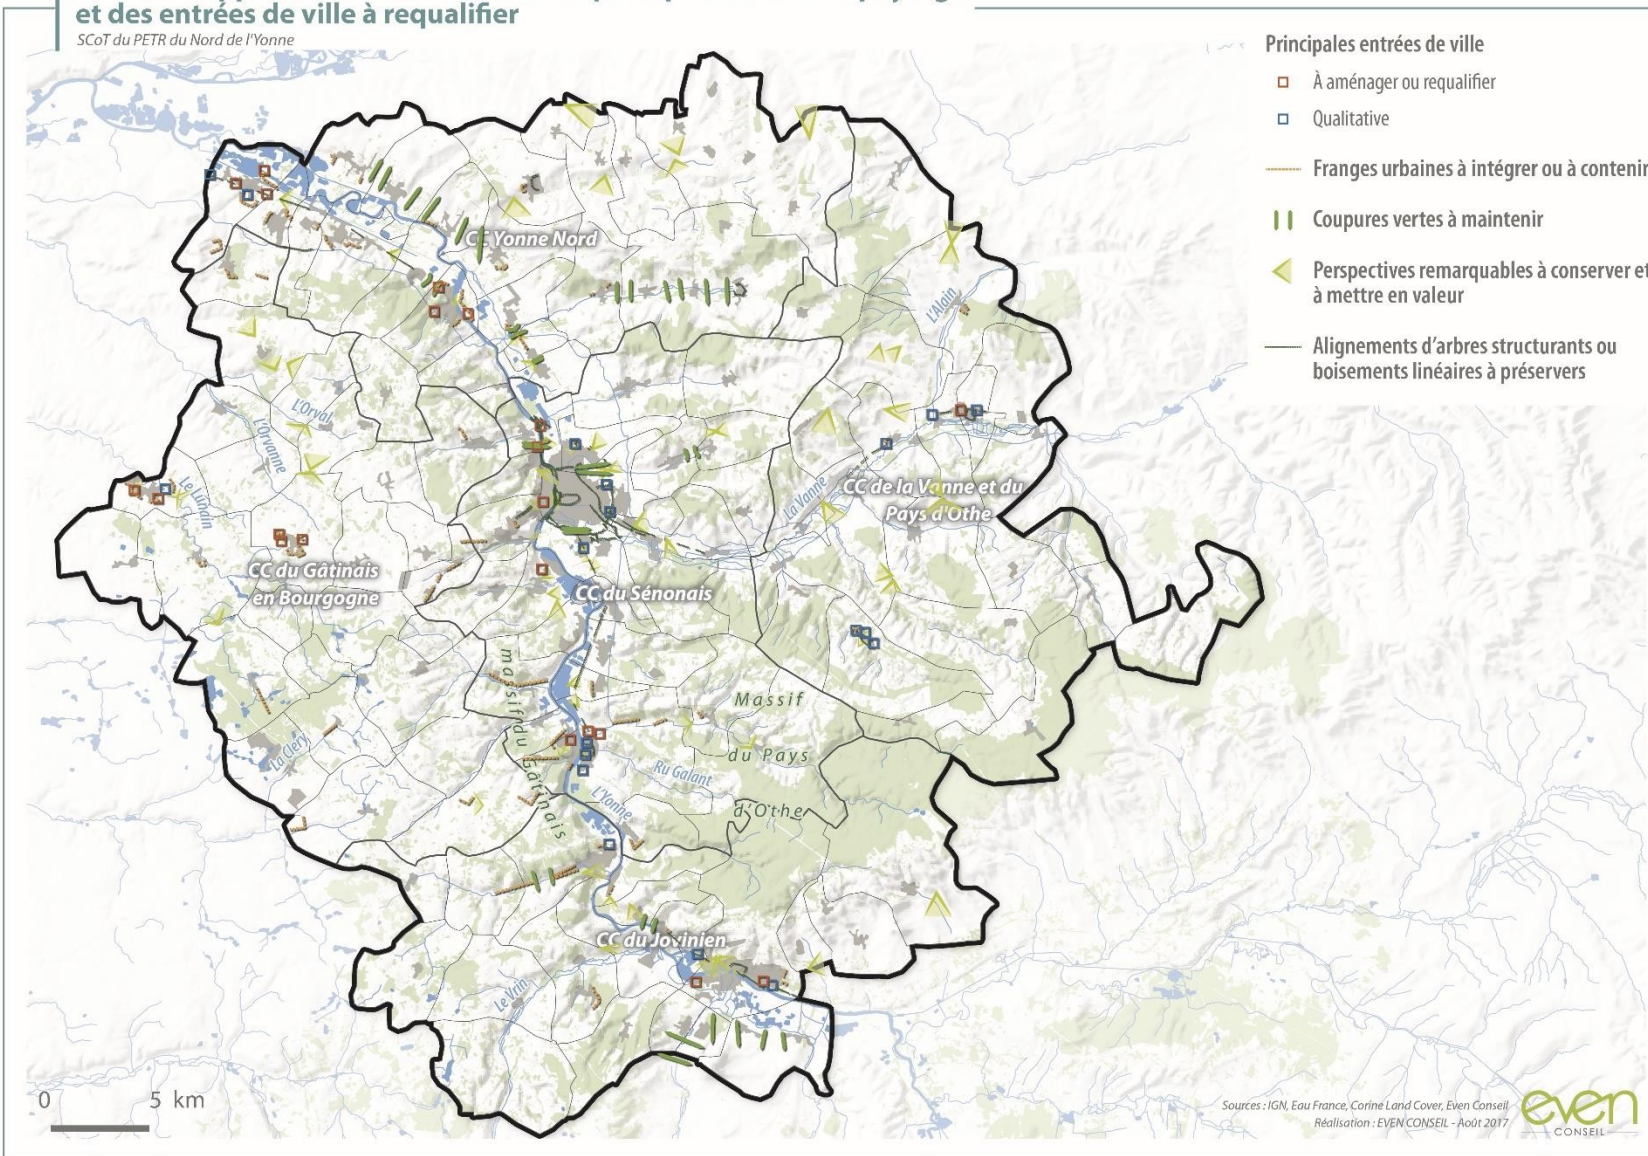 et des entrées de ville à requalifier
SCoT du PETR du Nord de l'Yonne
Principales entrées de ville
À aménager ou requalifier
Qualitative
Franges urbaines à intégrer ou à contenir
Coupures vertes à maintenir
Perspectives remarquables à conserver et
à mettre en valeur
Alignements d'arbres structurants ou
boisements linéaires à préservers
CC Yonne Nord
L'Alain
L'Orval
L'Orvanne
Le Lunain
La Vanne
CC de la Vanne et du
Pays d'Othe
CC du Gâtinais
en Bourgogne
CC du Sénonais
massif du Gâtinais
Massif
du Pays
d'Othe
La Clery
Ru Galant
L'Yonne
CC du Jovinien
Le Vrin
0 5 km
Sources : IGN, Eau France, Corine Land Cover, Even Conseil
Réalisation : EVEN CONSEIL - Août 2017
even
CONSEIL